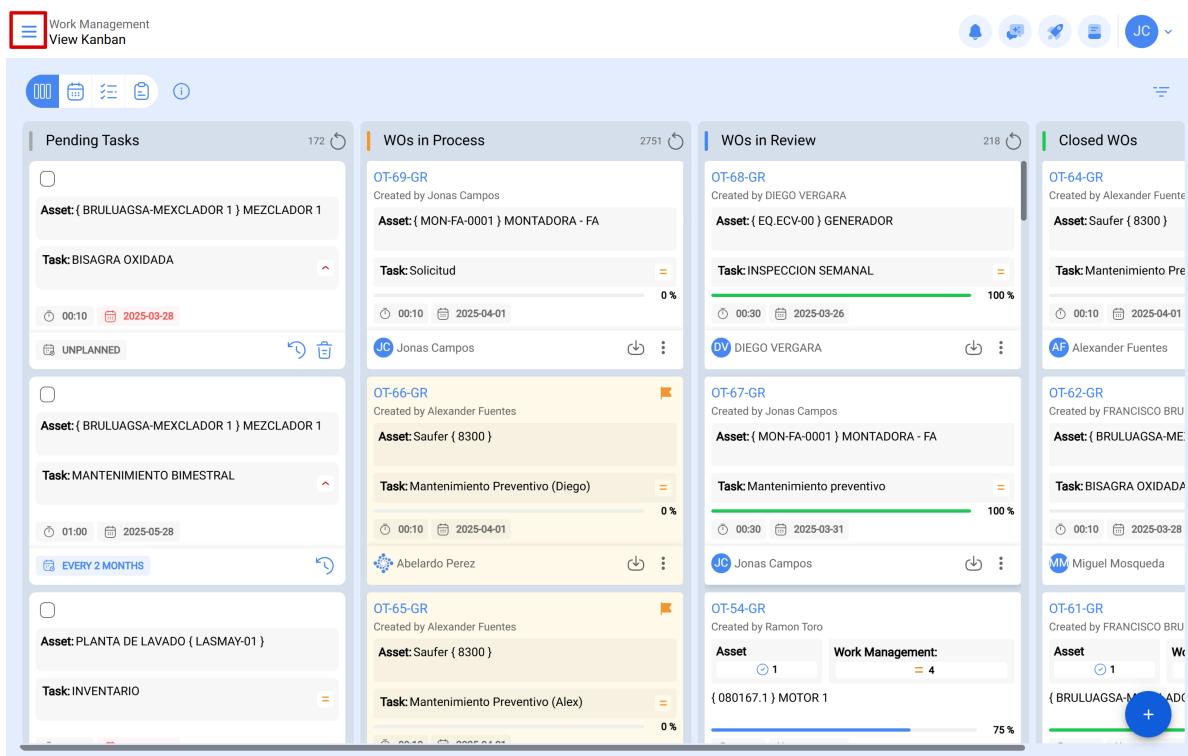 Work Management
View Kanban
JC
Pending Tasks 172
Asset: { BRULUAGSA-MEXCLADOR 1 } MEZCLADOR 1
Task: BISAGRA OXIDADA
00:10 2025-03-28
UNPLANNED
Asset: { BRULUAGSA-MEXCLADOR 1 } MEZCLADOR 1
Task: MANTENIMIENTO BIMESTRAL
01:00 2025-05-28
EVERY 2 MONTHS
Asset: PLANTA DE LAVADO { LASMAY-01 }
Task: INVENTARIO
WOs in Process 2751
OT-69-GR
Created by Jonas Campos
Asset: { MON-FA-0001 } MONTADORA - FA
Task: Solicitud
0 %
00:10 2025-04-01
JC Jonas Campos
OT-66-GR
Created by Alexander Fuentes
Asset: Saufer { 8300 }
Task: Mantenimiento Preventivo (Diego)
0 %
00:10 2025-04-01
Abelardo Perez
OT-65-GR
Created by Alexander Fuentes
Asset: Saufer { 8300 }
Task: Mantenimiento Preventivo (Alex)
0 %
WOs in Review 218
OT-68-GR
Created by DIEGO VERGARA
Asset: { EQ.ECV-00 } GENERADOR
Task: INSPECCION SEMANAL
100 %
00:30 2025-03-26
DV DIEGO VERGARA
OT-67-GR
Created by Jonas Campos
Asset: { MON-FA-0001 } MONTADORA - FA
Task: Mantenimiento preventivo
100 %
00:30 2025-03-31
JC Jonas Campos
OT-54-GR
Created by Ramon Toro
Asset Work Management:
1 = 4
{ 080167.1 } MOTOR 1
75 %
Closed WOs
OT-64-GR
Created by Alexander Fuente
Asset: Saufer { 8300 }
Task: Mantenimiento Pre
00:10 2025-04-01
AF Alexander Fuentes
OT-62-GR
Created by FRANCISCO BRU
Asset: { BRULUAGSA-ME
Task: BISAGRA OXIDADA
00:10 2025-03-28
MM Miguel Mosqueda
OT-61-GR
Created by FRANCISCO BRU
Asset Wo
1
{ BRULUAGSA-M